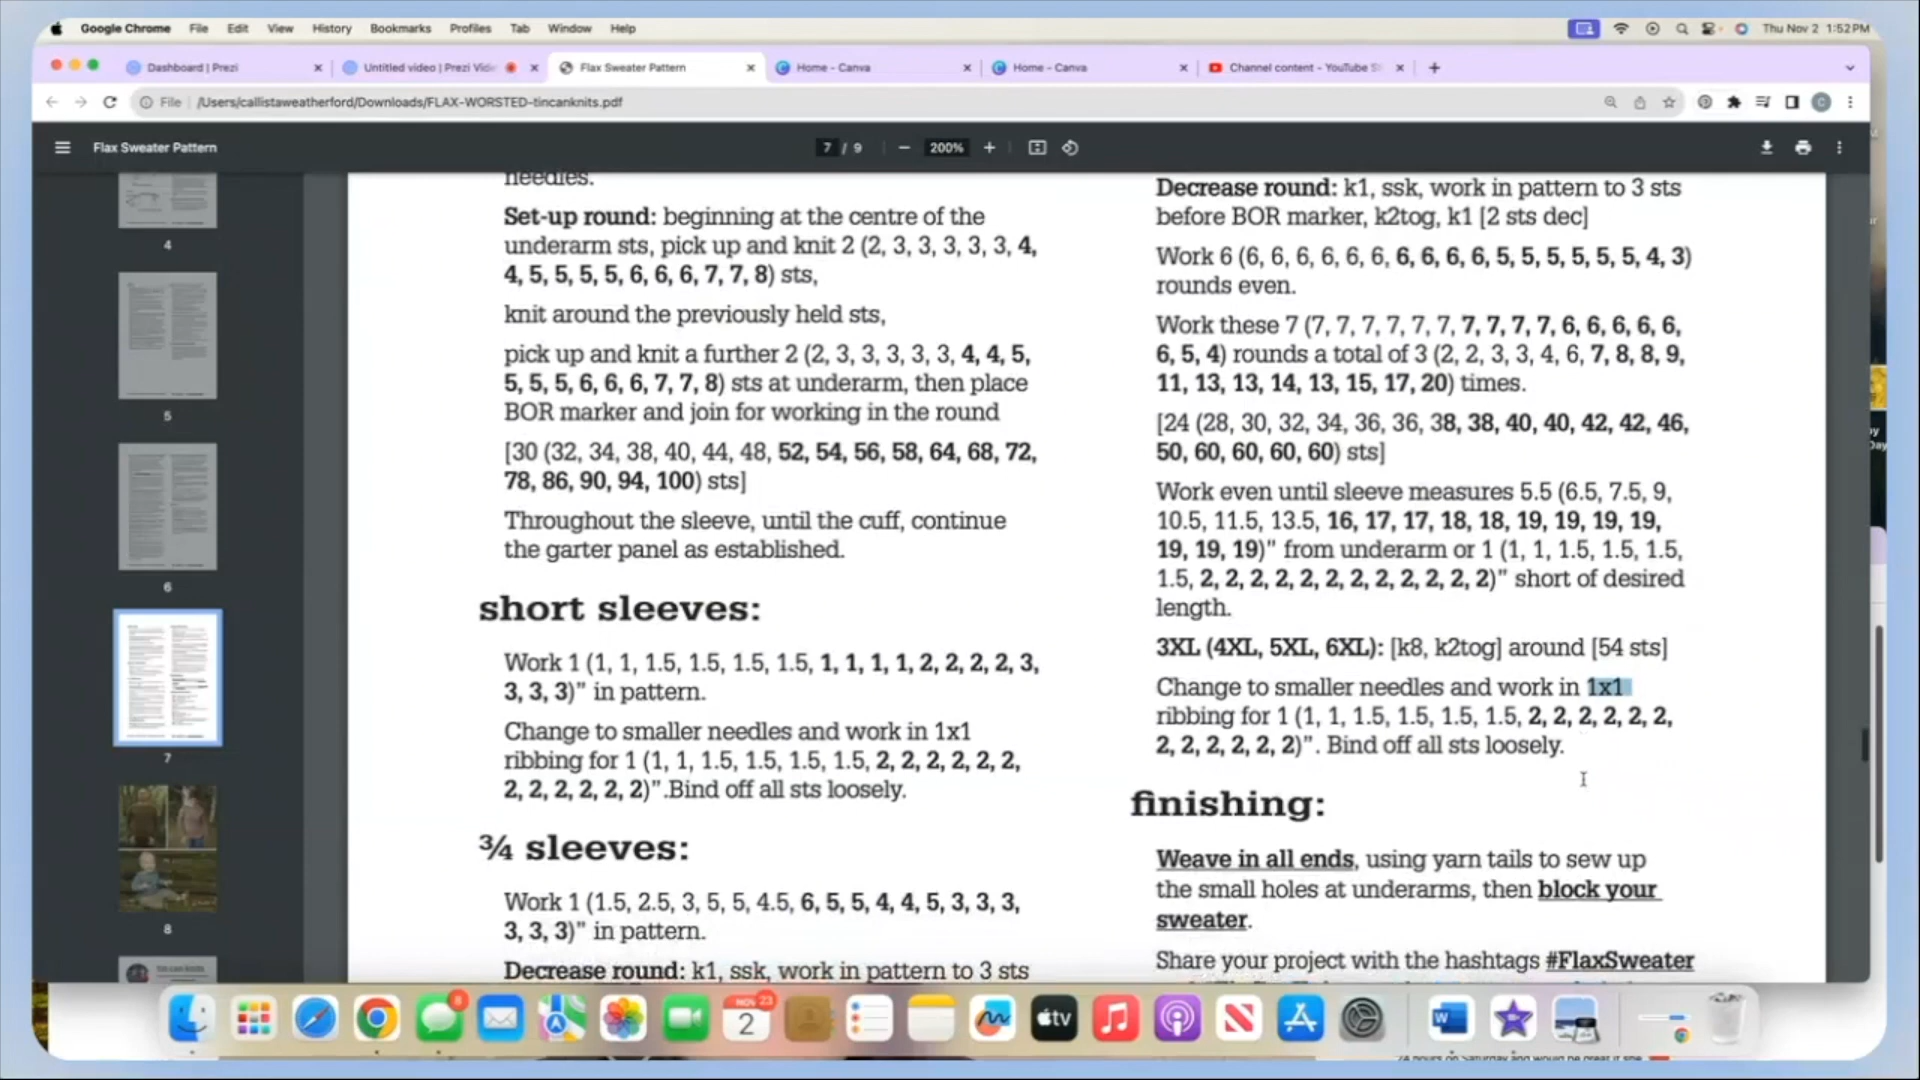 Google Chrome File Edit View History Bookmarks Profiles Tab Window Help Thu Nov 2 1:52PM
Dashboard | Prezi Untitled video | Prezi Vide Flax Sweater Pattern Home - Canva Home - Canva Channel content - YouTube S
File /Users/callistaweatherford/Downloads/FLAX-WORSTED-tincanknits.pdf
Flax Sweater Pattern 7 / 9 200%
4
5
6
7
8
needles.
Set-up round: beginning at the centre of the
underarm sts, pick up and knit 2 (2, 3, 3, 3, 3, 3, 4,
4, 5, 5, 5, 5, 6, 6, 6, 7, 7, 8) sts,
knit around the previously held sts,
pick up and knit a further 2 (2, 3, 3, 3, 3, 3, 4, 4, 5,
5, 5, 5, 6, 6, 6, 7, 7, 8) sts at underarm, then place
BOR marker and join for working in the round
[30 (32, 34, 38, 40, 44, 48, 52, 54, 56, 58, 64, 68, 72,
78, 86, 90, 94, 100) sts]
Throughout the sleeve, until the cuff, continue
the garter panel as established.
short sleeves:
Work 1 (1, 1, 1.5, 1.5, 1.5, 1.5, 1, 1, 1, 1, 2, 2, 2, 2, 3,
3, 3, 3)” in pattern.
Change to smaller needles and work in 1x1
ribbing for 1 (1, 1, 1.5, 1.5, 1.5, 1.5, 2, 2, 2, 2, 2, 2,
2, 2, 2, 2, 2, 2)”.Bind off all sts loosely.
¾ sleeves:
Work 1 (1.5, 2.5, 3, 5, 5, 4.5, 6, 5, 5, 4, 4, 5, 3, 3, 3,
3, 3, 3)” in pattern.
Decrease round: k1, ssk, work in pattern to 3 sts
Decrease round: k1, ssk, work in pattern to 3 sts
before BOR marker, k2tog, k1 [2 sts dec]
Work 6 (6, 6, 6, 6, 6, 6, 6, 6, 6, 6, 5, 5, 5, 5, 5, 5, 4, 3)
rounds even.
Work these 7 (7, 7, 7, 7, 7, 7, 7, 7, 7, 7, 6, 6, 6, 6, 6,
6, 5, 4) rounds a total of 3 (2, 2, 3, 3, 4, 6, 7, 8, 8, 9,
11, 13, 13, 14, 13, 15, 17, 20) times.
[24 (28, 30, 32, 34, 36, 36, 38, 38, 40, 40, 42, 42, 46,
50, 60, 60, 60, 60) sts]
Work even until sleeve measures 5.5 (6.5, 7.5, 9,
10.5, 11.5, 13.5, 16, 17, 17, 18, 18, 19, 19, 19, 19,
19, 19, 19)” from underarm or 1 (1, 1, 1.5, 1.5, 1.5,
1.5, 2, 2, 2, 2, 2, 2, 2, 2, 2, 2, 2, 2)” short of desired
length.
3XL (4XL, 5XL, 6XL): [k8, k2tog] around [54 sts]
Change to smaller needles and work in 1x1
ribbing for 1 (1, 1, 1.5, 1.5, 1.5, 1.5, 2, 2, 2, 2, 2, 2,
2, 2, 2, 2, 2, 2)”. Bind off all sts loosely.
finishing:
Weave in all ends, using yarn tails to sew up
the small holes at underarms, then block your
sweater.
Share your project with the hashtags #FlaxSweater
8 NOV 23 2 tv